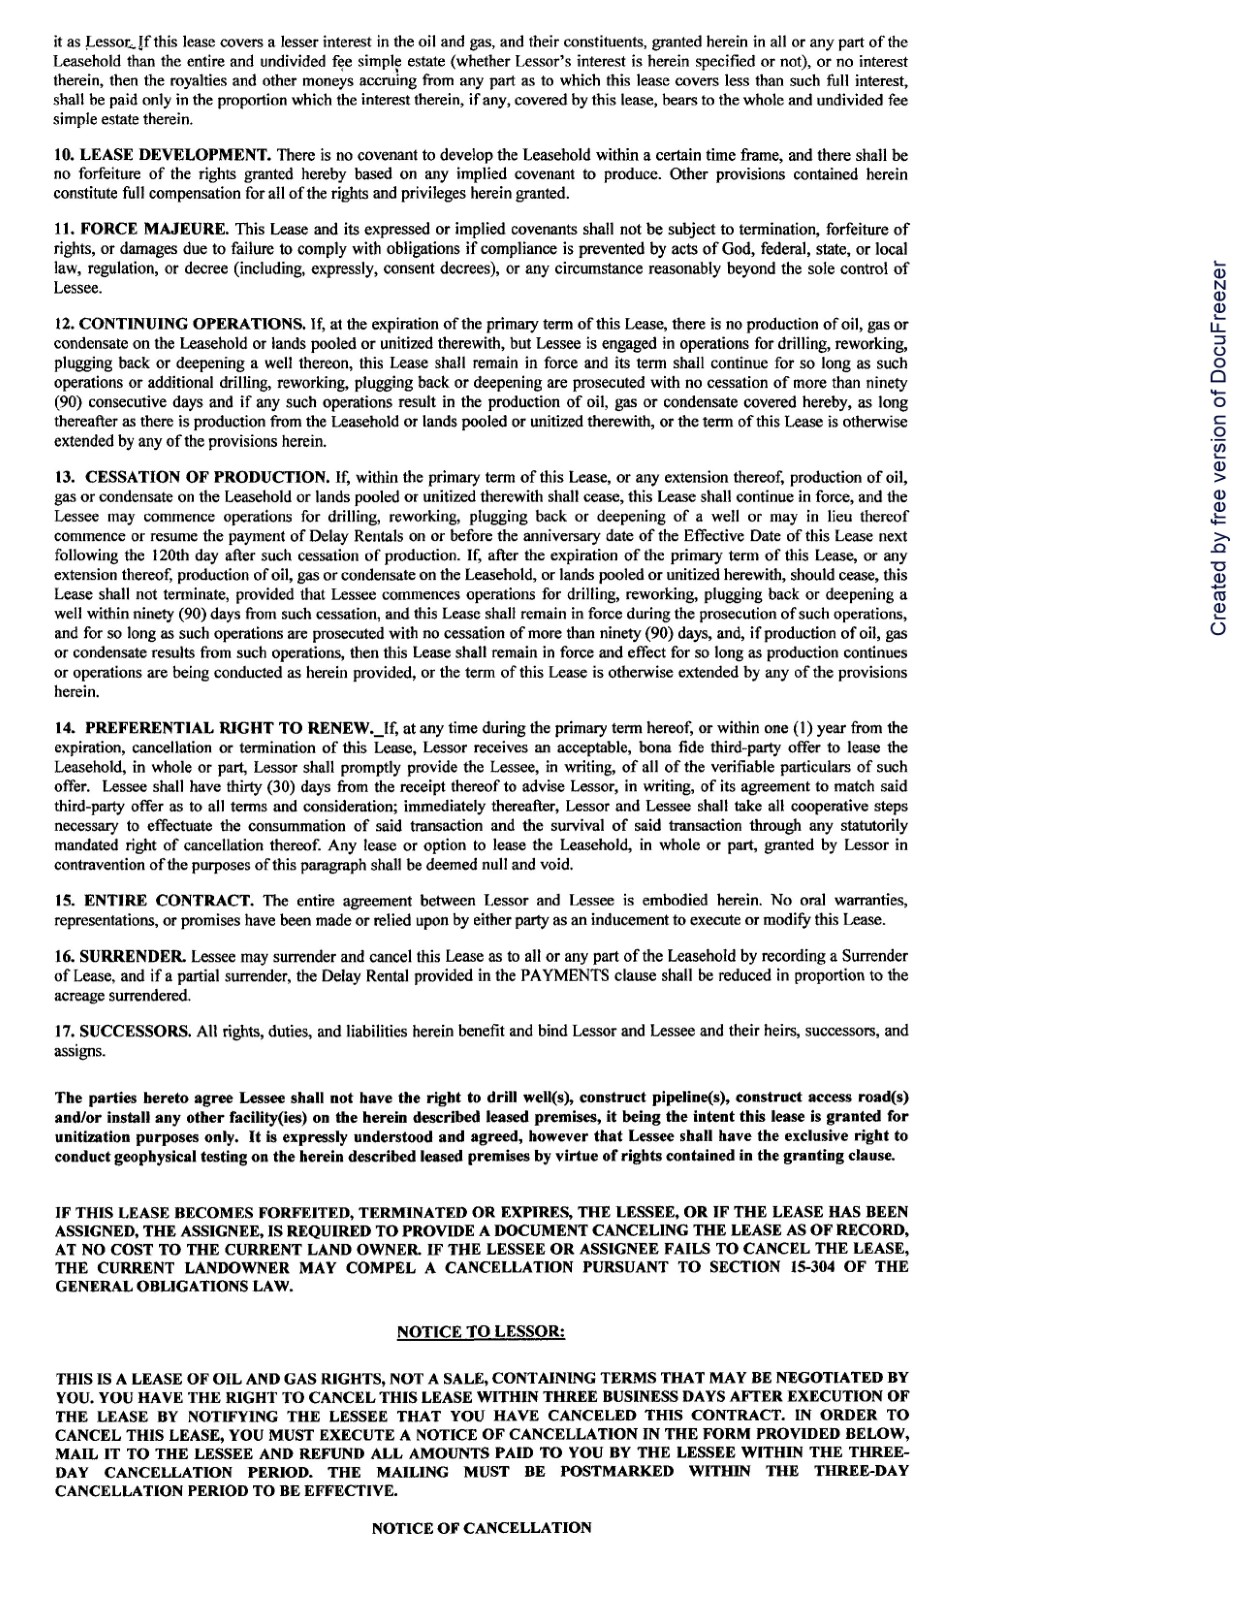 it as Lessor. If this lease covers a lesser interest in the oil and gas, and their constituents, granted herein in all or any part of the
Leasehold than the entire and undivided fee simple estate (whether Lessor's interest is herein specified or not), or no interest
therein, then the royalties and other moneys accruing from any part as to which this lease covers less than such full interest,
shall be paid only in the proportion which the interest therein, if any, covered by this lease, bears to the whole and undivided fee
simple estate therein.
10. LEASE DEVELOPMENT. There is no covenant to develop the Leasehold within a certain time frame, and there shall be
no forfeiture of the rights granted hereby based on any implied covenant to produce. Other provisions contained herein
constitute full compensation for all of the rights and privileges herein granted.
11. FORCE MAJEURE. This Lease and its expressed or implied covenants shall not be subject to termination, forfeiture of
rights, or damages due to failure to comply with obligations if compliance is prevented by acts of God, federal, state, or local
law, regulation, or decree (including, expressly, consent decrees), or any circumstance reasonably beyond the sole control of
Lessee.
12. CONTINUING OPERATIONS. If, at the expiration of the primary term of this Lease, there is no production of oil, gas or
condensate on the Leasehold or lands pooled or unitized therewith, but Lessee is engaged in operations for drilling, reworking,
plugging back or deepening a well thereon, this Lease shall remain in force and its term shall continue for so long as such
operations or additional drilling, reworking, plugging back or deepening are prosecuted with no cessation of more than ninety
(90) consecutive days and if any such operations result in the production of oil, gas or condensate covered hereby, as long
thereafter as there is production from the Leasehold or lands pooled or unitized therewith, or the term of this Lease is otherwise
extended by any of the provisions herein.
13. CESSATION OF PRODUCTION. If, within the primary term of this Lease, or any extension thereof, production of oil,
gas or condensate on the Leasehold or lands pooled or unitized therewith shall cease, this Lease shall continue in force, and the
Lessee may commence operations for drilling, reworking, plugging back or deepening of a well or may in lieu thereof
commence or resume the payment of Delay Rentals on or before the anniversary date of the Effective Date of this Lease next
following the 120th day after such cessation of production. If, after the expiration of the primary term of this Lease, or any
extension thereof, production of oil, gas or condensate on the Leasehold, or lands pooled or unitized herewith, should cease, this
Lease shall not terminate, provided that Lessee commences operations for drilling, reworking, plugging back or deepening a
well within ninety (90) days from such cessation, and this Lease shall remain in force during the prosecution of such operations,
and for so long as such operations are prosecuted with no cessation of more than ninety (90) days, and, if production of oil, gas
or condensate results from such operations, then this Lease shall remain in force and effect for so long as production continues
or operations are being conducted as herein provided, or the term of this Lease is otherwise extended by any of the provisions
herein.
14. PREFERENTIAL RIGHT TO RENEW. If, at any time during the primary term hereof, or within one (1) year from the
expiration, cancellation or termination of this Lease, Lessor receives an acceptable, bona fide third-party offer to lease the
Leasehold, in whole or part, Lessor shall promptly provide the Lessee, in writing, of all of the verifiable particulars of such
offer. Lessee shall have thirty (30) days from the receipt thereof to advise Lessor, in writing, of its agreement to match said
third-party offer as to all terms and consideration; immediately thereafter, Lessor and Lessee shall take all cooperative steps
necessary to effectuate the consummation of said transaction and the survival of said transaction through any statutorily
mandated right of cancellation thereof. Any lease or option to lease the Leasehold, in whole or part, granted by Lessor in
contravention of the purposes of this paragraph shall be deemed null and void.
15. ENTIRE CONTRACT. The entire agreement between Lessor and Lessee is embodied herein. No oral warranties,
representations, or promises have been made or relied upon by either party as an inducement to execute or modify this Lease.
16. SURRENDER. Lessee may surrender and cancel this Lease as to all or any part of the Leasehold by recording a Surrender
of Lease, and if a partial surrender, the Delay Rental provided in the PAYMENTS clause shall be reduced in proportion to the
acreage surrendered.
17. SUCCESSORS. All rights, duties, and liabilities herein benefit and bind Lessor and Lessee and their heirs, successors, and
assigns.
The parties hereto agree Lessee shall not have the right to drill well(s), construct pipeline(s), construct access road(s)
and/or install any other facility(ies) on the herein described leased premises, it being the intent this lease is granted for
unitization purposes only. It is expressly understood and agreed, however that Lessee shall have the exclusive right to
conduct geophysical testing on the herein described leased premises by virtue of rights contained in the granting clause.
IF THIS LEASE BECOMES FORFEITED, TERMINATED OR EXPIRES, THE LESSEE, OR IF THE LEASE HAS BEEN
ASSIGNED, THE ASSIGNEE, IS REQUIRED TO PROVIDE A DOCUMENT CANCELING THE LEASE AS OF RECORD,
AT NO COST TO THE CURRENT LAND OWNER. IF THE LESSEE OR ASSIGNEE FAILS TO CANCEL THE LEASE,
THE CURRENT LANDOWNER MAY COMPEL A CANCELLATION PURSUANT TO SECTION 15-304 OF THE
GENERAL OBLIGATIONS LAW.
NOTICE TO LESSOR:
THIS IS A LEASE OF OIL AND GAS RIGHTS, NOT A SALE, CONTAINING TERMS THAT MAY BE NEGOTIATED BY
YOU. YOU HAVE THE RIGHT TO CANCEL THIS LEASE WITHIN THREE BUSINESS DAYS AFTER EXECUTION OF
THE LEASE BY NOTIFYING THE LESSEE THAT YOU HAVE CANCELED THIS CONTRACT. IN ORDER TO
CANCEL THIS LEASE, YOU MUST EXECUTE A NOTICE OF CANCELLATION IN THE FORM PROVIDED BELOW,
MAIL IT TO THE LESSEE AND REFUND ALL AMOUNTS PAID TO YOU BY THE LESSEE WITHIN THE THREE-
DAY CANCELLATION PERIOD. THE MAILING MUST BE POSTMARKED WITHIN THE THREE-DAY
CANCELLATION PERIOD TO BE EFFECTIVE.
NOTICE OF CANCELLATION
Created by free version of DocuFreezer